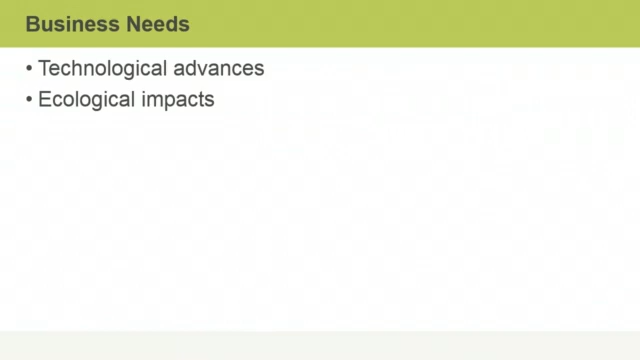 Business Needs
• Technological advances
• Ecological impacts